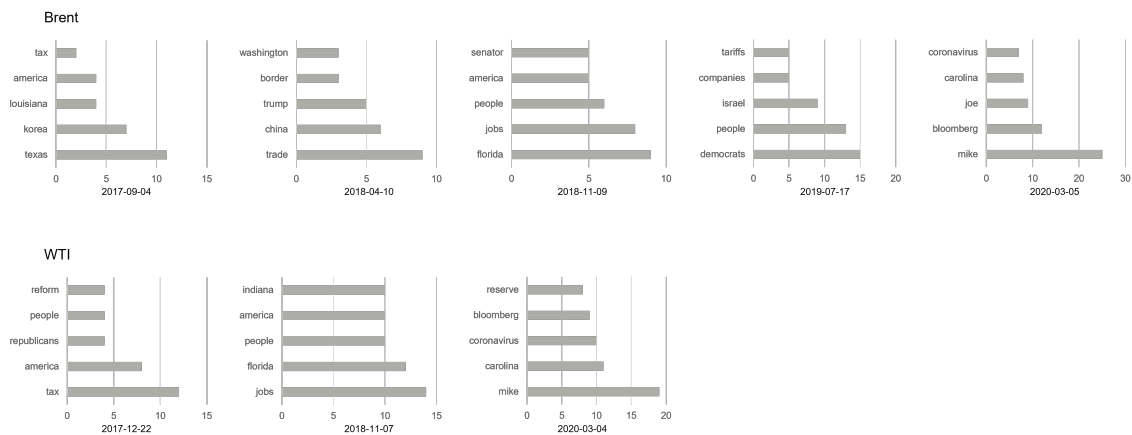 Brent
tax
america
louisiana
korea
texas
0 5 10 15
2017-09-04
washington
border
trump
china
trade
0 5 10
2018-04-10
senator
america
people
jobs
florida
0 5 10
2018-11-09
tariffs
companies
israel
people
democrats
0 5 10 15 20
2019-07-17
coronavirus
carolina
joe
bloomberg
mike
0 10 20 30
2020-03-05
WTI
reform
people
republicans
america
tax
0 5 10 15
2017-12-22
indiana
america
people
florida
jobs
0 5 10 15
2018-11-07
reserve
bloomberg
coronavirus
carolina
mike
0 5 10 15 20
2020-03-04